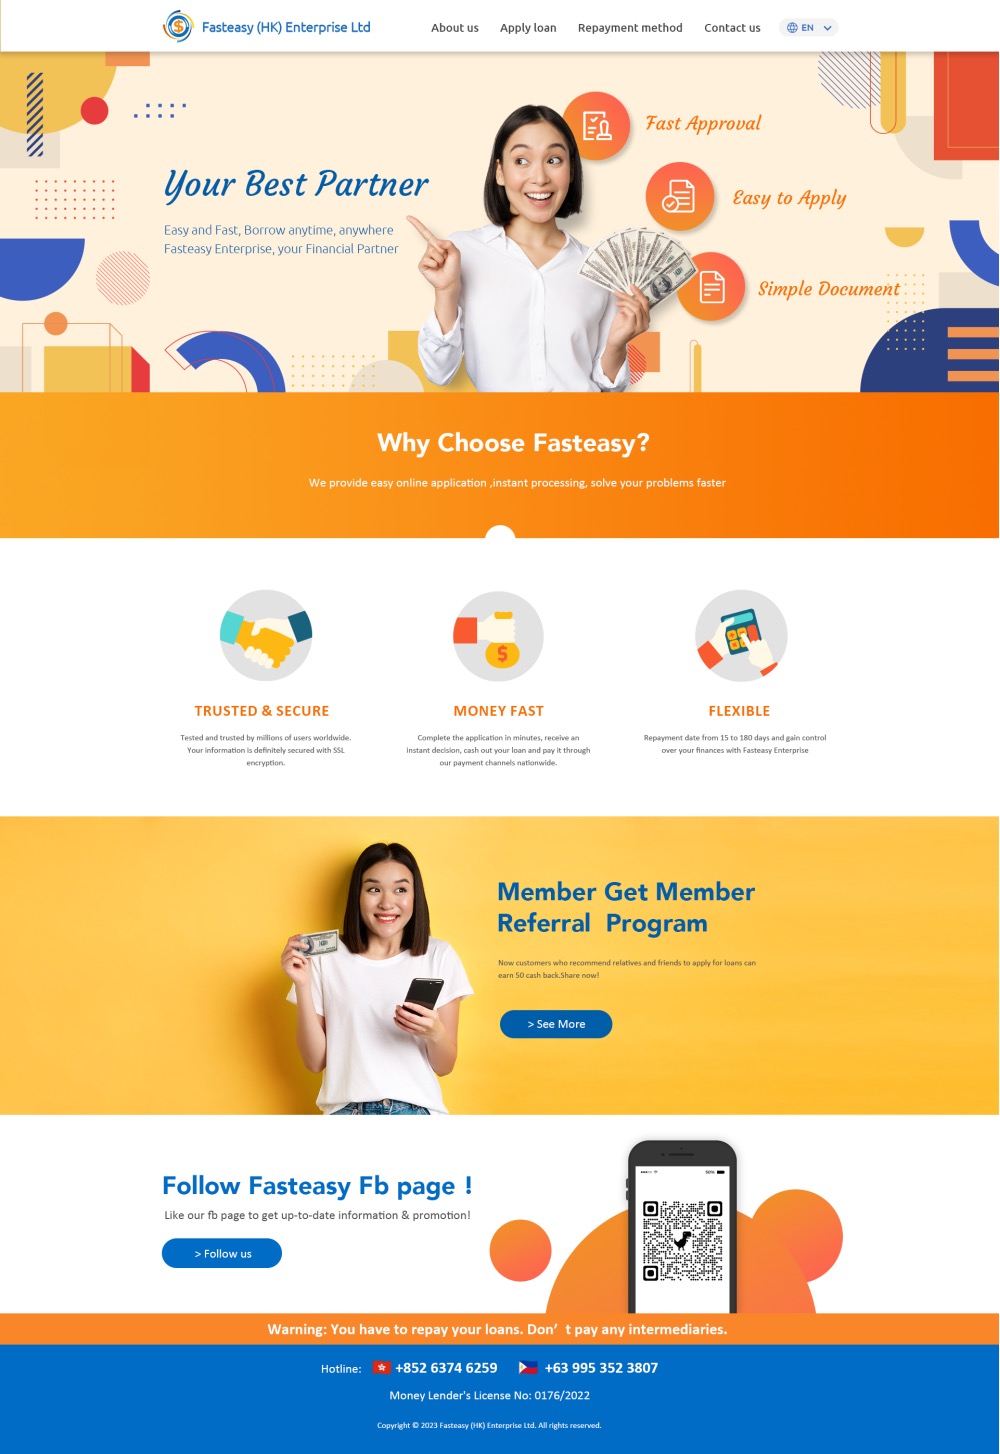 Fasteasy (HK) Enterprise Ltd
About us
Apply loan
Repayment method
Contact us
EN
Fast Approval
Your Best Partner
Easy to Apply
Easy and Fast, Borrow anytime, anywhere
Fasteasy Enterprise, your Financial Partner
Simple Document
Why Choose Fasteasy?
We provide easy online application ,instant processing, solve your problems faster
TRUSTED & SECURE
Tested and trusted by millions of users worldwide.
Your information is definitely secured with SSL
encryption.
MONEY FAST
Complete the application in minutes, receive an
instant decision, cash out your loan and pay it through
our payment channels nationwide.
FLEXIBLE
Repayment date from 15 to 180 days and gain control
over your finances with Fasteasy Enterprise
Member Get Member
Referral  Program
Now customers who recommend relatives and friends to apply for loans can
earn 50 cash back.Share now!
> See More
Follow Fasteasy Fb page !
Like our fb page to get up-to-date information & promotion!
> Follow us
50%
Warning: You have to repay your loans. Don’ t pay any intermediaries.
Hotline: +852 6374 6259 +63 995 352 3807
Money Lender's License No: 0176/2022
Copyright © 2023 Fasteasy (HK) Enterprise Ltd. All rights reserved.